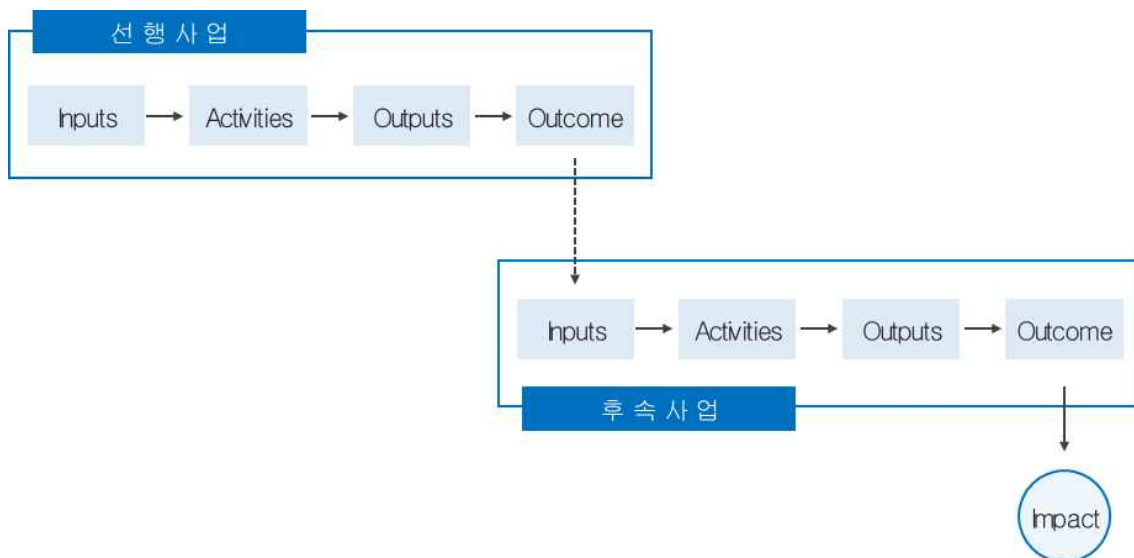 선 행 사 업
Inputs
Activities
Outputs
Outcome
Inputs
Activities
Outputs
Outcome
후 속 사 업
Impact